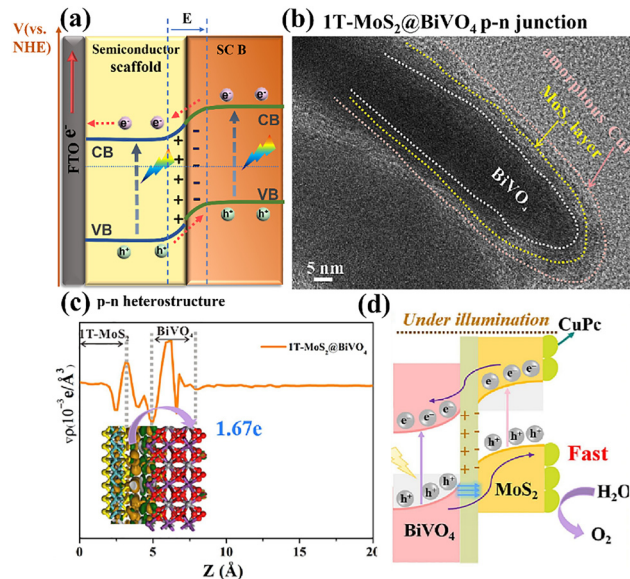 (a)
V(vs.
NHE)
E
Semiconductor
scaffold
SC B
e⁻ e⁻
e⁻ e⁻
CB
CB
FTO e⁻
+ + + + + +
- - - - - -
VB
VB
h⁺ h⁺
h⁺ h⁺
p-n heterostructure
(b) 1T-MoS₂@BiVO₄ p-n junction
amorphous
MoS₂ layer
BiVO₄
5 nm
(c)
1T-MoS₂
BiVO₄
1T-MoS₂@BiVO₄
1.67e
∇ρ(10⁻³e/Å³)
0 5 10 15 20
Z (Å)
(d)
Under illumination
CuPc
e⁻ e⁻ e⁻
e⁻ e⁻ e⁻
+ + + +
- - - -
h⁺ h⁺ h⁺
h⁺ h⁺ h⁺
Fast
MoS₂
BiVO₄
H₂O
O₂